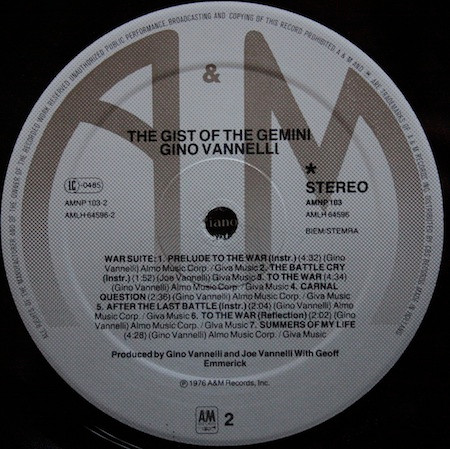 &
THE GIST OF THE GEMINI
GINO VANNELLI
LC-0485
*
STEREO
AMNP 103-2
AMLH 64596-2
AMNP 103
AMLH 64596
BIEM/STEMRA
WAR SUITE: 1. PRELUDE TO THE WAR (Instr.) (4:32) (Gino
Vannelli) Almo Music Corp. / Giva Music 2. THE BATTLE CRY
(Instr.) (1:52) (Joe Vannelli) Giva Music 3. TO THE WAR (4:34)
(Gino Vannelli) Almo Music Corp. / Giva Music 4. CARNAL
QUESTION (2:36) (Gino Vannelli) Almo Music Corp. / Giva Music
5. AFTER THE LAST BATTLE (Instr.) (2:04) (Gino Vannelli) Almo
Music Corp. / Giva Music 6. TO THE WAR (Reflection) (2:02) (Gino
Vannelli) Almo Music Corp. / Giva Music 7. SUMMERS OF MY LIFE
(4:28) (Gino Vannelli) Almo Music Corp. / Giva Music
Produced by Gino Vannelli and Joe Vannelli With Geoff
Emmerick
Ⓟ1976 A&M Records, Inc.
A&M
2